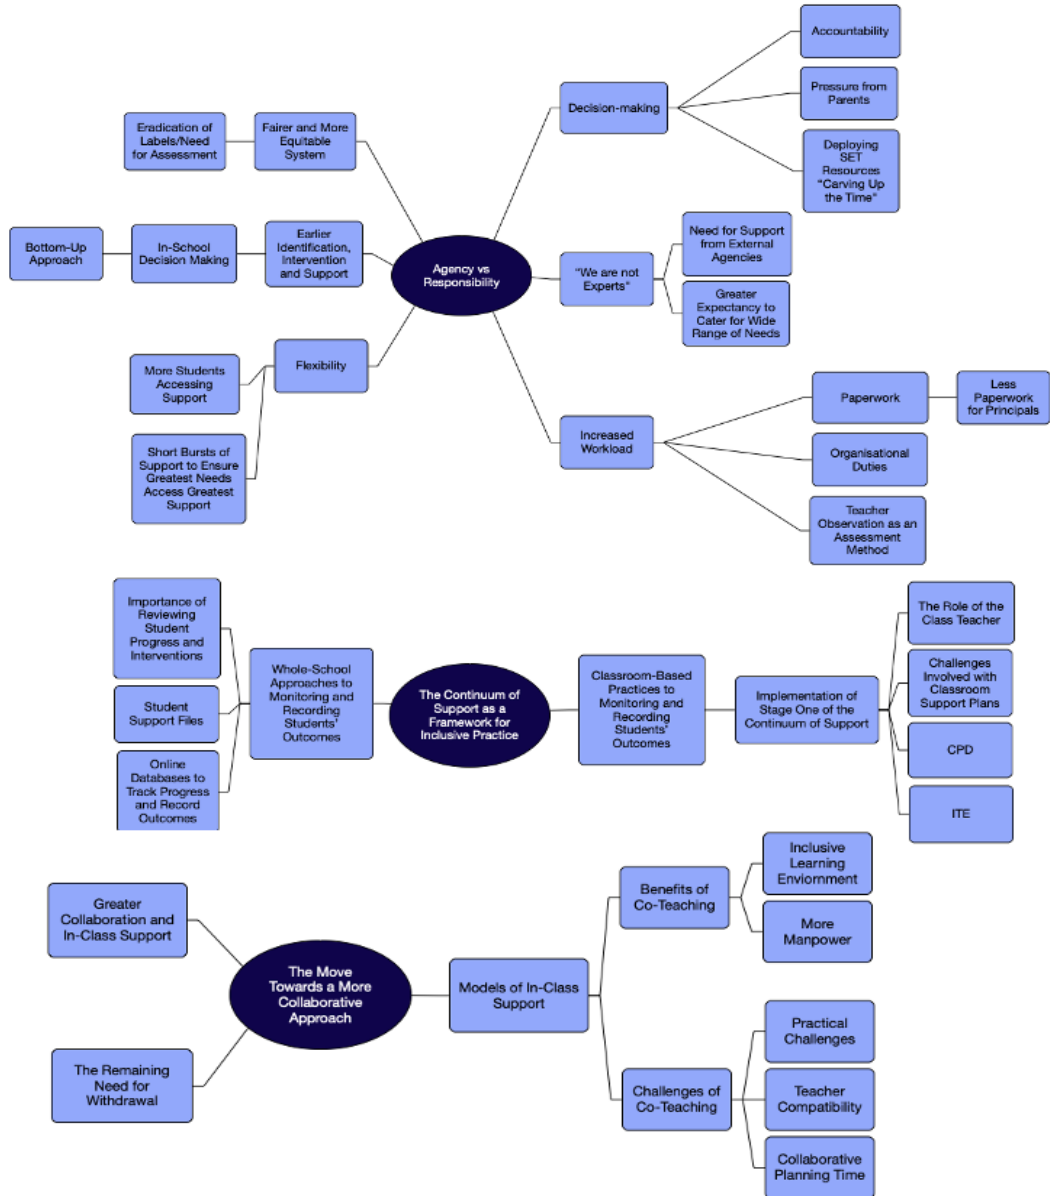 Accountability
Pressure from
Parents
Deploying
SET
Resources
"Carving Up
the Time"
Decision-making
Eradication of
Labels/Need
for Assessment
Fairer and More
Equitable
System
Bottom-Up
Approach
In-School
Decision Making
Earlier
Identification,
Intervention
and Support
Agency vs
Responsibility
"We are not
Experts"
Need for Support
from External
Agencies
Greater
Expectancy to
Cater for Wide
Range of Needs
More Students
Accessing
Support
Flexibility
Short Bursts of
Support to Ensure
Greatest Needs
Access Greatest
Support
Increased
Workload
Paperwork
Less
Paperwork
for Principals
Organisational
Duties
Teacher
Observation as an
Assessment
Method
Importance of
Reviewing
Student
Progress and
Interventions
Student
Support Files
Online
Databases to
Track Progress
and Record
Outcomes
Whole-School
Approaches to
Monitoring and
Recording
Students'
Outcomes
The Continuum of
Support as a
Framework for
Inclusive Practice
Classroom-Based
Practices to
Monitoring and
Recording
Students'
Outcomes
Implementation of
Stage One of the
Continuum of Support
The Role of the
Class Teacher
Challenges
Involved with
Classroom
Support Plans
CPD
ITE
Greater
Collaboration and
In-Class Support
The Remaining
Need for
Withdrawal
The Move
Towards a More
Collaborative
Approach
Models of In-Class
Support
Benefits of
Co-Teaching
Inclusive
Learning
Enviornment
More
Manpower
Challenges of
Co-Teaching
Practical
Challenges
Teacher
Compatibility
Collaborative
Planning Time